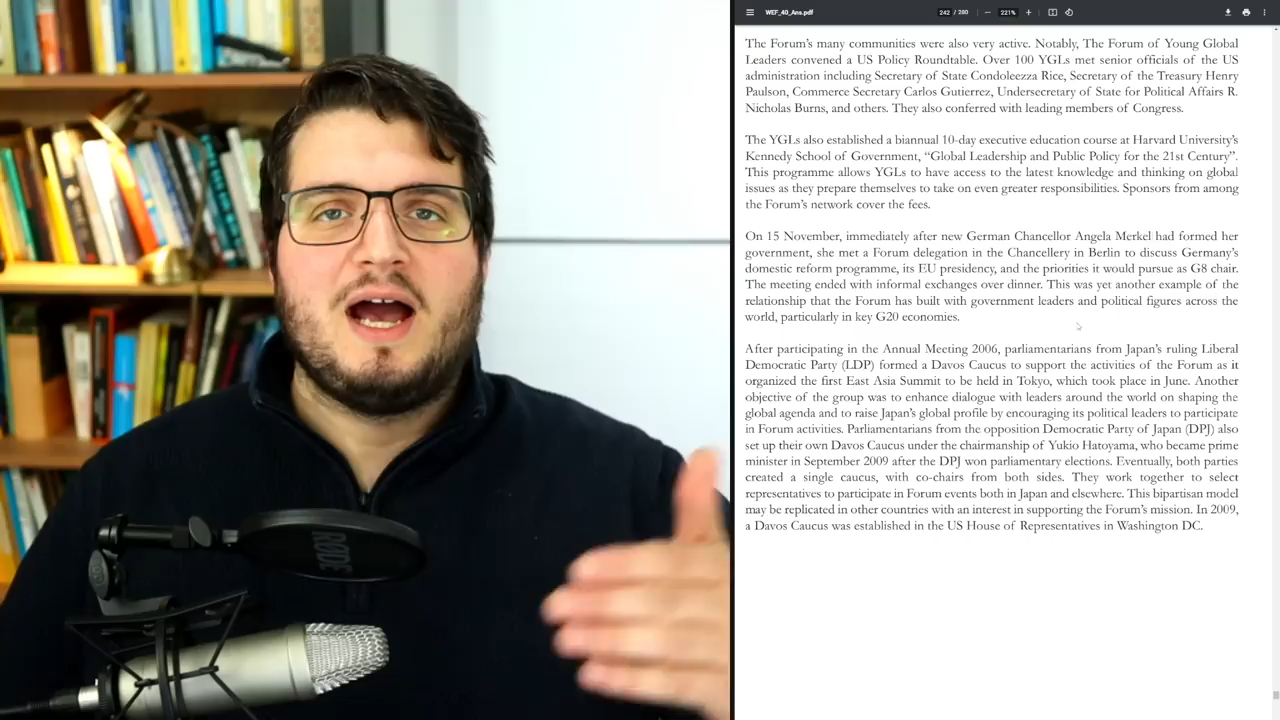 WEF_40_Ans.pdf
242 / 280
221%
The Forum's many communities were also very active. Notably, The Forum of Young Global
Leaders convened a US Policy Roundtable. Over 100 YGLs met senior officials of the US
administration including Secretary of State Condoleezza Rice, Secretary of the Treasury Henry
Paulson, Commerce Secretary Carlos Gutierrez, Undersecretary of State for Political Affairs R.
Nicholas Burns, and others. They also conferred with leading members of Congress.
The YGLs also established a biannual 10-day executive education course at Harvard University's
Kennedy School of Government, “Global Leadership and Public Policy for the 21st Century”.
This programme allows YGLs to have access to the latest knowledge and thinking on global
issues as they prepare themselves to take on even greater responsibilities. Sponsors from among
the Forum's network cover the fees.
On 15 November, immediately after new German Chancellor Angela Merkel had formed her
government, she met a Forum delegation in the Chancellery in Berlin to discuss Germany's
domestic reform programme, its EU presidency, and the priorities it would pursue as G8 chair.
The meeting ended with informal exchanges over dinner. This was yet another example of the
relationship that the Forum has built with government leaders and political figures across the
world, particularly in key G20 economies.
After participating in the Annual Meeting 2006, parliamentarians from Japan's ruling Liberal
Democratic Party (LDP) formed a Davos Caucus to support the activities of the Forum as it
organized the first East Asia Summit to be held in Tokyo, which took place in June. Another
objective of the group was to enhance dialogue with leaders around the world on shaping the
global agenda and to raise Japan's global profile by encouraging its political leaders to participate
in Forum activities. Parliamentarians from the opposition Democratic Party of Japan (DPJ) also
set up their own Davos Caucus under the chairmanship of Yukio Hatoyama, who became prime
minister in September 2009 after the DPJ won parliamentary elections. Eventually, both parties
created a single caucus, with co-chairs from both sides. They work together to select
representatives to participate in Forum events both in Japan and elsewhere. This bipartisan model
may be replicated in other countries with an interest in supporting the Forum's mission. In 2009,
a Davos Caucus was established in the US House of Representatives in Washington DC.
RØDE